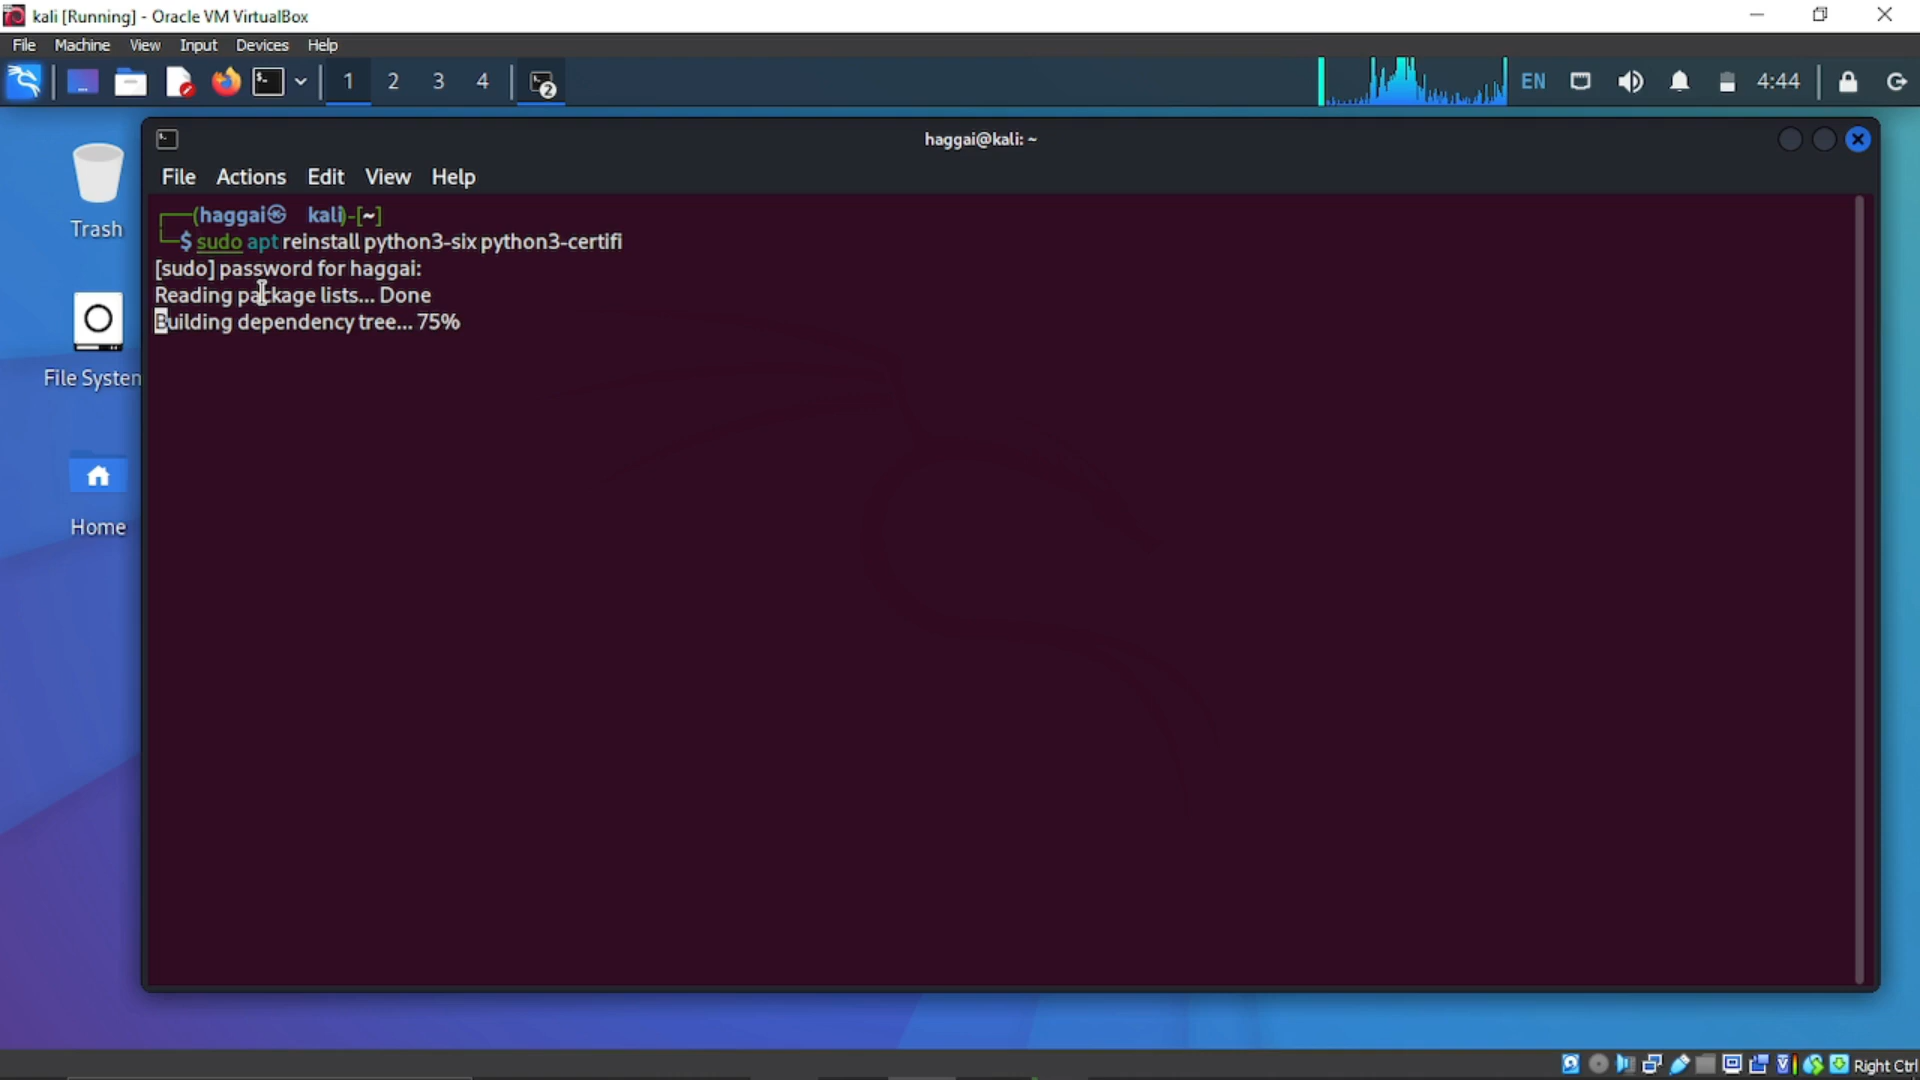 kali [Running] - Oracle VM VirtualBox
File Machine View Input Devices Help
1 2 3 4 2 EN 4:44
haggai@kali: ~
File Actions Edit View Help
Trash
File System
Home
(haggai㉿ kali)-[~]
$ sudo apt reinstall python3-six python3-certifi
[sudo] password for haggai:
Reading package lists... Done
Building dependency tree... 75%
Right Ctrl